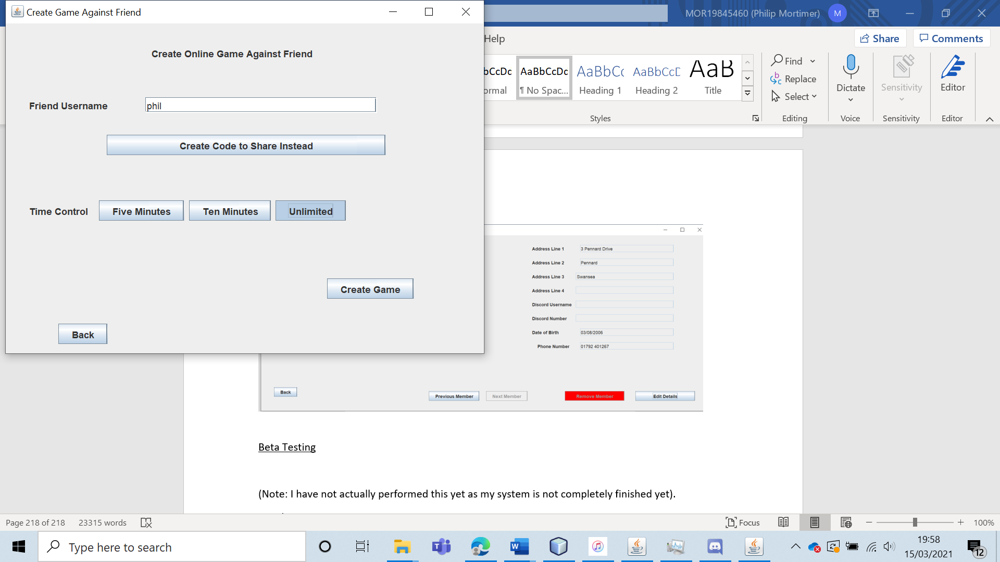 Create Game Against Friend
MOR19845460 (Philip Mortimer) M
Help
Share
Comments
Create Online Game Against Friend
Friend Username phil
Create Code to Share Instead
Time Control Five Minutes Ten Minutes Unlimited
Create Game
Back
AaBbCcDc AaBbCc AaBbCcD AaB
¶ No Spac... Heading 1 Heading 2 Title
Styles
Find
Replace
Select
Editing
Dictate
Voice
Sensitivity
Sensitivity
Editor
Editor
Address Line 1 3 Pennard Drive
Address Line 2 Pennard
Address Line 3 Swansea
Address Line 4
Discord Username
Discord Number
Date of Birth 03/08/2006
Phone Number 01792 401267
Back Previous Member Next Member Remove Member Edit Details
Beta Testing
(Note: I have not actually performed this yet as my system is not completely finished yet).
Page 218 of 218 23315 words Focus 100%
Type here to search
19:58
15/03/2021
12